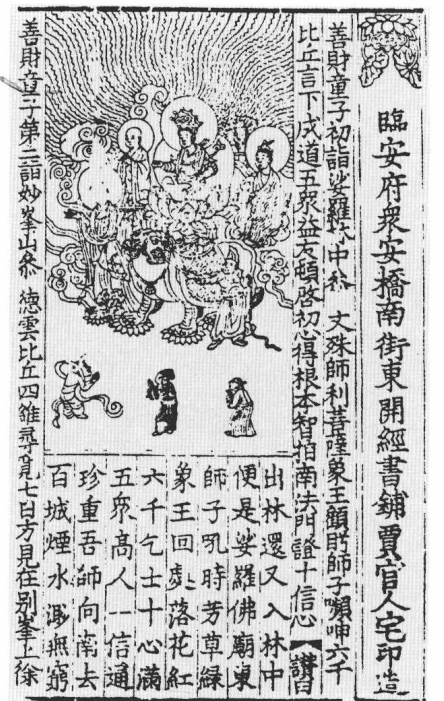 臨安府衆安橋南街東開經書鋪賈官人宅印造
善財童子初詣娑羅林中叅 文殊師利菩薩象王顧眄師子嚬呻六千
比丘言下成道五衆益友頓啓初心得根本智指南法門證十信心 讚曰
出林還又入林中
便是娑羅佛廟東
師子吼時芳草緑
象王回處落花紅
六千乞士十心滿
五衆髙人一信通
珍重吾師向南去
百城煙水渺無窮
善財童子第二詣妙峯山叅 德雲比丘四維尋覓七日方見在别峯上徐